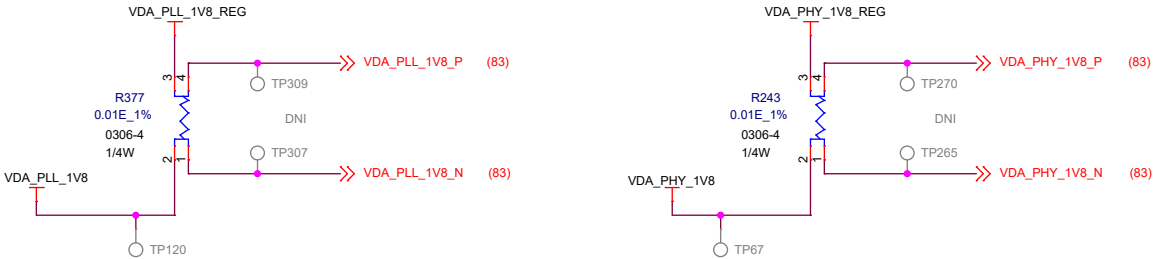 VDA_PLL_1V8_REG
3
4
VDA_PLL_1V8_P (83)
TP309
R377
0.01E_1%
0306-4
1/4W
DNI
TP307
2
1
VDA_PLL_1V8_N (83)
VDA_PLL_1V8
TP120
VDA_PHY_1V8_REG
3
4
VDA_PHY_1V8_P (83)
TP270
R243
0.01E_1%
0306-4
1/4W
DNI
TP265
2
1
VDA_PHY_1V8_N (83)
VDA_PHY_1V8
TP67